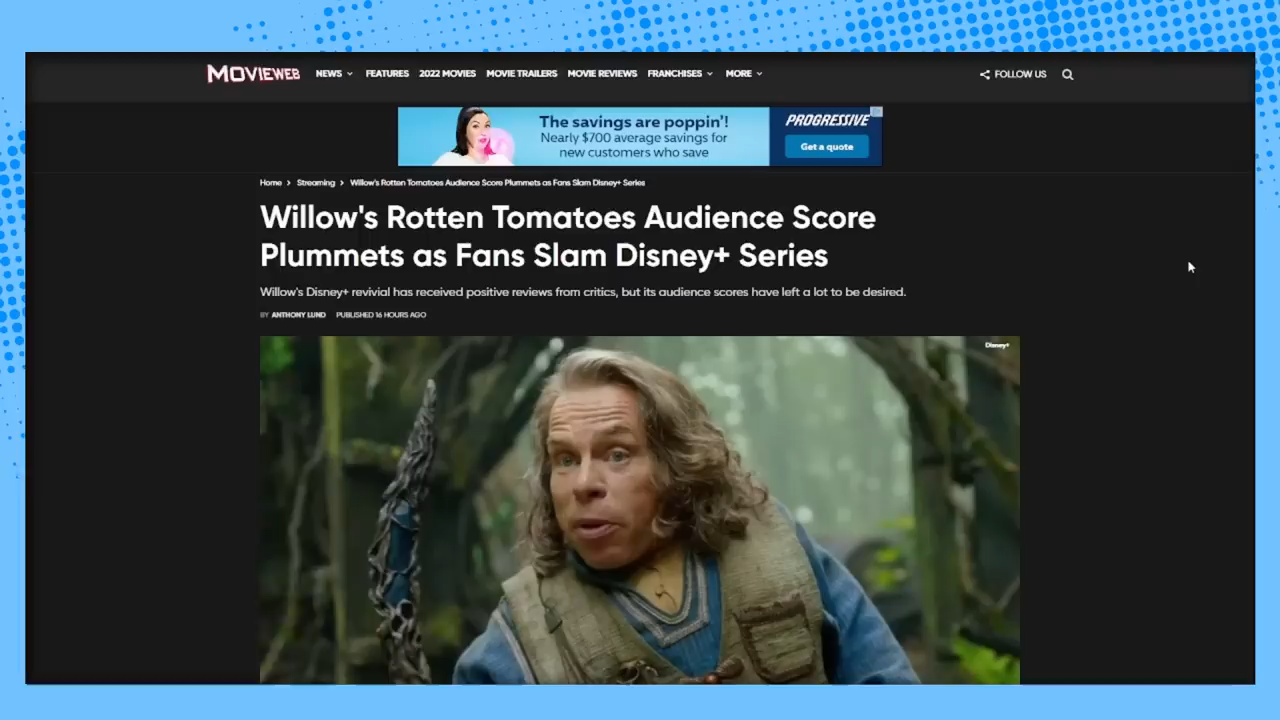 MOVIEWEB NEWS FEATURES 2022 MOVIES MOVIE TRAILERS MOVIE REVIEWS FRANCHISES MORE FOLLOW US
The savings are poppin'!
Nearly $700 average savings for
new customers who save
PROGRESSIVE
Get a quote
Home > Streaming > Willow's Rotten Tomatoes Audience Score Plummets as Fans Slam Disney+ Series
Willow's Rotten Tomatoes Audience Score
Plummets as Fans Slam Disney+ Series
Willow's Disney+ revivial has received positive reviews from critics, but its audience scores have left a lot to be desired.
BY ANTHONY LUND PUBLISHED 16 HOURS AGO
Disney+